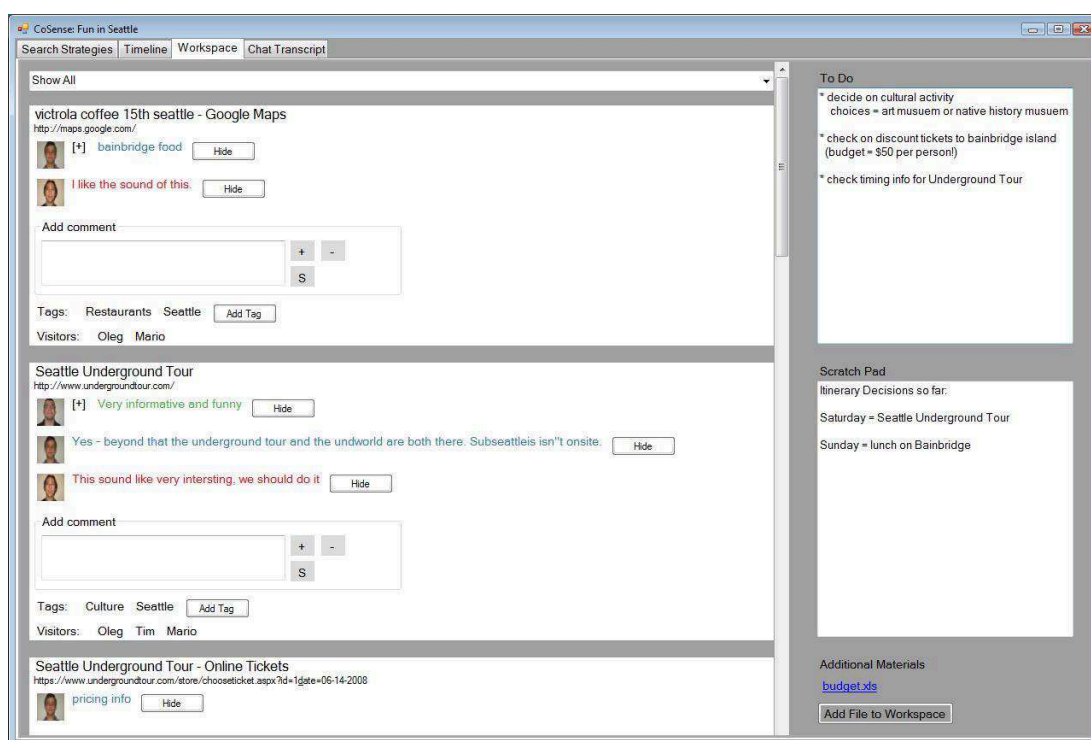 CoSense: Fun in Seattle
Search Strategies Timeline Workspace Chat Transcript
Show All
victrola coffee 15th seattle - Google Maps
http://maps.google.com/
[+] bainbridge food Hide
I like the sound of this. Hide
Add comment
+ -
S
Tags: Restaurants Seattle Add Tag
Visitors: Oleg Mario
Seattle Underground Tour
http://www.undergroundtour.com/
[+] Very informative and funny Hide
Yes - beyond that the underground tour and the undworld are both there. Subseattleis isn"t onsite. Hide
This sound like very intersting, we should do it Hide
Add comment
+ -
S
Tags: Culture Seattle Add Tag
Visitors: Oleg Tim Mario
Seattle Underground Tour - Online Tickets
https://www.undergroundtour.com/store/chooseticket.aspx?id=1date=06-14-2008
pricing info Hide
To Do
* decide on cultural activity
choices = art musuem or native history musuem
* check on discount tickets to bainbridge island
(budget = $50 per person!)
* check timing info for Underground Tour
Scratch Pad
Itinerary Decisions so far:
Saturday = Seattle Underground Tour
Sunday = lunch on Bainbridge
Additional Materials
budget.xls
Add File to Workspace